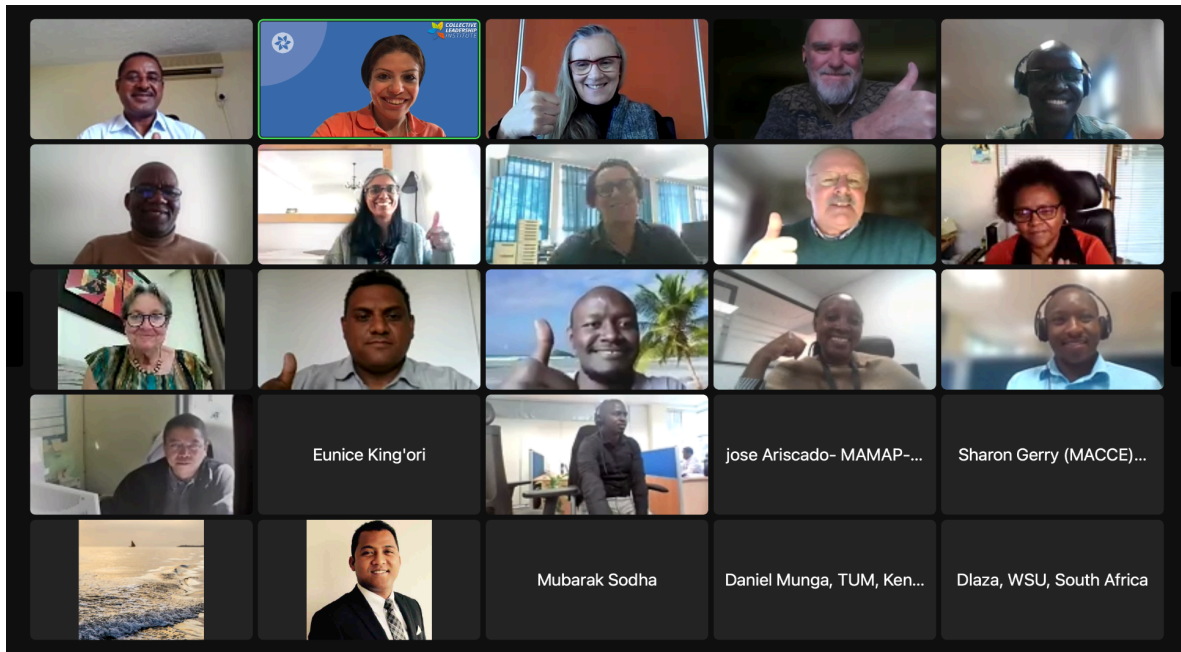 COLLECTIVE
LEADERSHIP
INSTITUTE
Eunice King'ori
jose Ariscado- MAMAP-...
Sharon Gerry (MACCE)...
Mubarak Sodha
Daniel Munga, TUM, Ken...
Dlaza, WSU, South Africa